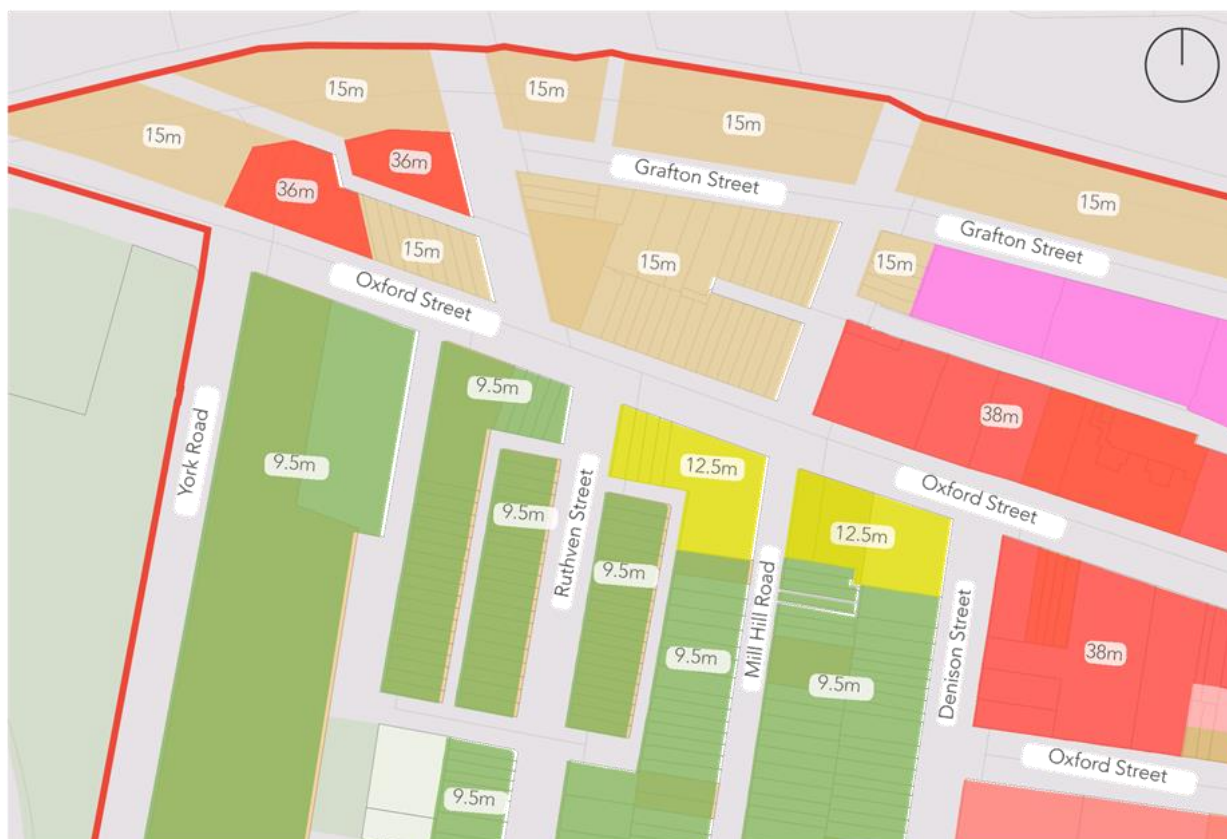 15m
15m
15m
15m
36m
36m
Grafton Street
15m
Grafton Street
15m
15m
15m
Oxford Street
9.5m
38m
York Road
9.5m
12.5m
Oxford Street
9.5m
Ruthven Street
12.5m
9.5m
Mill Hill Road
Denison Street
9.5m
9.5m
38m
Oxford Street
9.5m